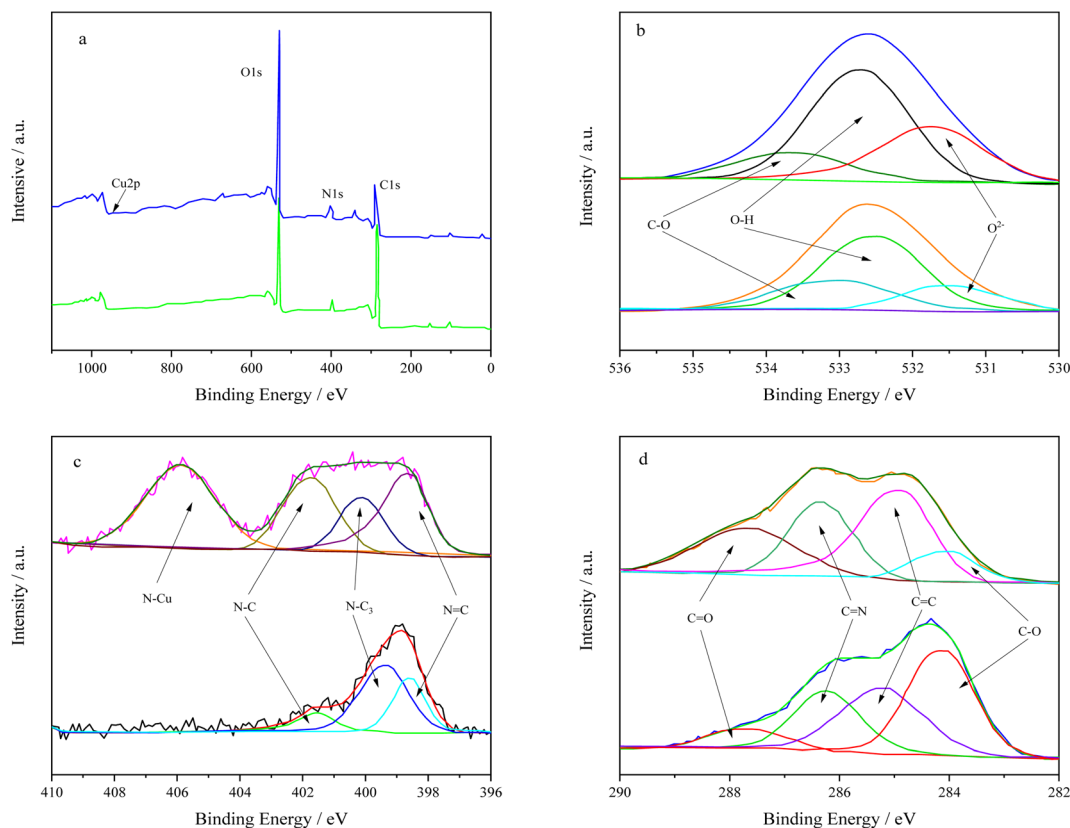 a
O1s
Cu2p
N1s
C1s
Intensive / a.u.
1000 800 600 400 200 0
Binding Energy / eV
b
C-O
O-H
O2-
Intensity / a.u.
536 535 534 533 532 531 530
Binding Energy / eV
c
N-Cu
N-C
N-C3
N=C
Intensity / a.u.
410 408 406 404 402 400 398 396
Binding Energy / eV
d
C=O
C=N
C=C
C-O
Intensity / a.u.
290 288 286 284 282
Binding Energy / eV